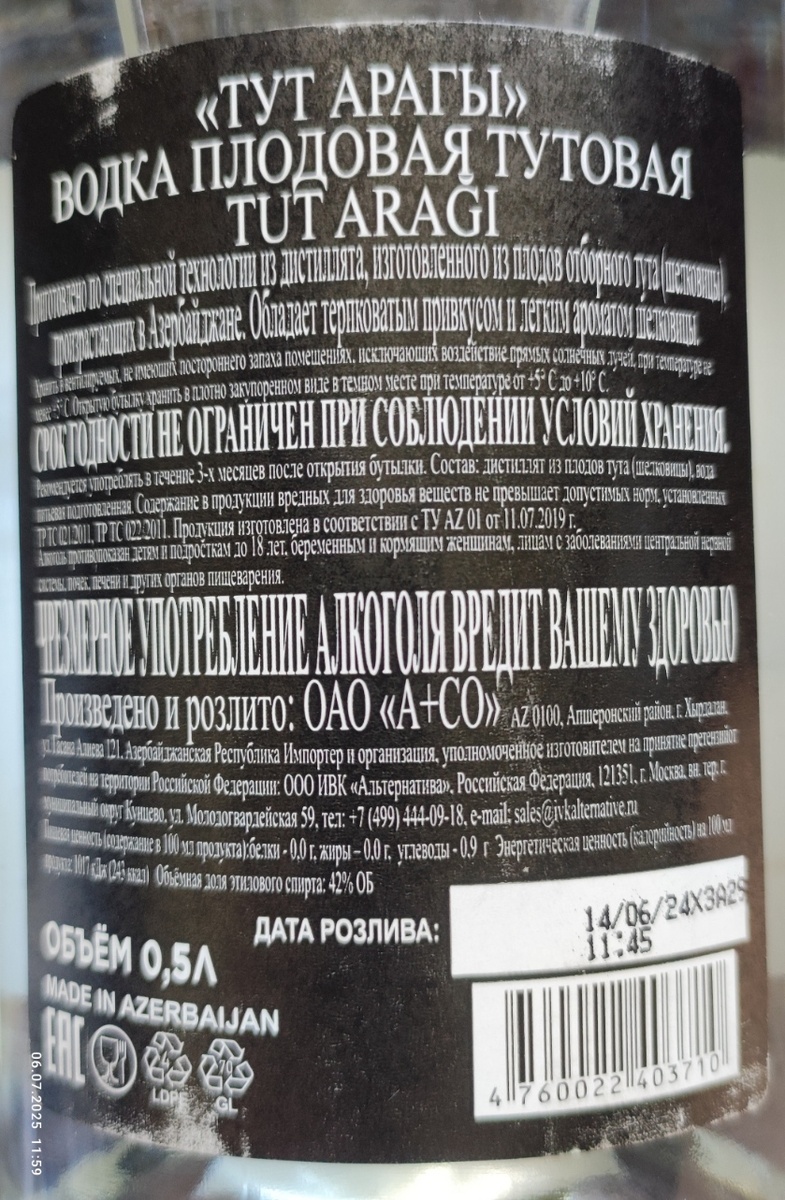 «ТУТ АРАГЫ»
ВОДКА ПЛОДОВАЯ ТУТОВАЯ
TUT ARAĞI
Приготовлено по специальной технологии из дистиллята, изготовленного из плодов отборного тута (шелковицы),
произрастающих в Азербайджане. Обладает терпковатым привкусом и легким ароматом шелковицы.
Хранить в вентилируемых, не имеющих постороннего запаха помещениях, исключающих воздействие прямых солнечных лучей, при температуре не
менее -5° С. Открытую бутылку хранить в плотно закупоренном виде в темном месте при температуре от +5° С до +10° С.
СРОК ГОДНОСТИ НЕ ОГРАНИЧЕН ПРИ СОБЛЮДЕНИИ УСЛОВИЙ ХРАНЕНИЯ.
Рекомендуется употреблять в течение 3-х месяцев после открытия бутылки. Состав: дистиллят из плодов тута (шелковицы), вода
питьевая подготовленная. Содержание в продукции вредных для здоровья веществ не превышает допустимых норм, установленных
ТР ТС 021/2011, ТР ТС 022/2011. Продукция изготовлена в соответствии с ТУ AZ 01 от 11.07.2019 г.
Алкоголь противопоказан детям и подросткам до 18 лет, беременным и кормящим женщинам, лицам с заболеваниями центральной нервной
системы, почек, печени и других органов пищеварения.
ЧРЕЗМЕРНОЕ УПОТРЕБЛЕНИЕ АЛКОГОЛЯ ВРЕДИТ ВАШЕМУ ЗДОРОВЬЮ
Произведено и розлито: ОАО «А+СО» AZ 0100, Апшеронский район, г. Хырдалан,
ул. Гасана Алиева 121, Азербайджанская Республика Импортер и организация, уполномоченное изготовителем на принятие претензий от
потребителей на территории Российской Федерации: ООО ИВК «Альтернатива», Российская Федерация, 121351, г. Москва, вн. тер. г.
муниципальный округ Кунцево, ул. Молодогвардейская 59, тел: +7 (499) 444-09-18, e-mail: sales@ivkalternative.ru
Пищевая ценность (содержание в 100 мл продукта):белки - 0,0 г, жиры – 0,0 г, углеводы - 0,9 г Энергетическая ценность (калорийность) на 100 мл
продукта: 1017 кДж (243 ккал) Объёмная доля этилового спирта: 42% ОБ
ДАТА РОЗЛИВА:
14/06/24X3A2S
11:45
ОБЪЁМ 0,5Л
MADE IN AZERBAIJAN
EAC
4
LDPE
70
GL
4 760022 403710
06.07.2025 11:59